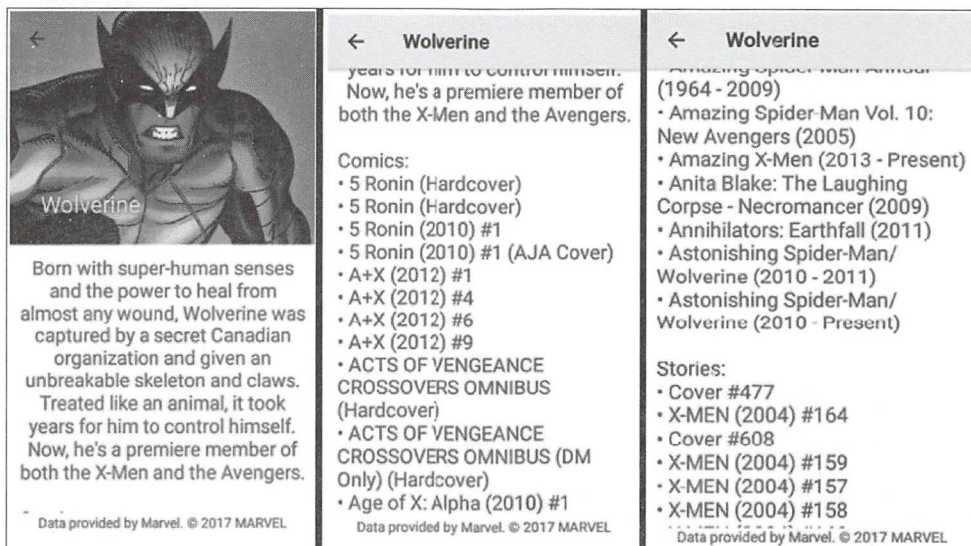 Wolverine
Born with super-human senses
and the power to heal from
almost any wound, Wolverine was
captured by a secret Canadian
organization and given an
unbreakable skeleton and claws.
Treated like an animal, it took
years for him to control himself.
Now, he's a premiere member of
both the X-Men and the Avengers.
Data provided by Marvel. © 2017 MARVEL
← Wolverine
years for him to control himself.
Now, he's a premiere member of
both the X-Men and the Avengers.
Comics:
• 5 Ronin (Hardcover)
• 5 Ronin (Hardcover)
• 5 Ronin (2010) #1
• 5 Ronin (2010) #1 (AJA Cover)
• A+X (2012) #1
• A+X (2012) #4
• A+X (2012) #6
• A+X (2012) #9
• ACTS OF VENGEANCE
CROSSOVERS OMNIBUS
(Hardcover)
• ACTS OF VENGEANCE
CROSSOVERS OMNIBUS (DM
Only) (Hardcover)
• Age of X: Alpha (2010) #1
Data provided by Marvel. © 2017 MARVEL
← Wolverine
• Amazing Spider-Man Annual
(1964 - 2009)
• Amazing Spider-Man Vol. 10:
New Avengers (2005)
• Amazing X-Men (2013 - Present)
• Anita Blake: The Laughing
Corpse - Necromancer (2009)
• Annihilators: Earthfall (2011)
• Astonishing Spider-Man/
Wolverine (2010 - 2011)
• Astonishing Spider-Man/
Wolverine (2010 - Present)
Stories:
• Cover #477
• X-MEN (2004) #164
• Cover #608
• X-MEN (2004) #159
• X-MEN (2004) #157
• X-MEN (2004) #158
Data provided by Marvel. © 2017 MARVEL